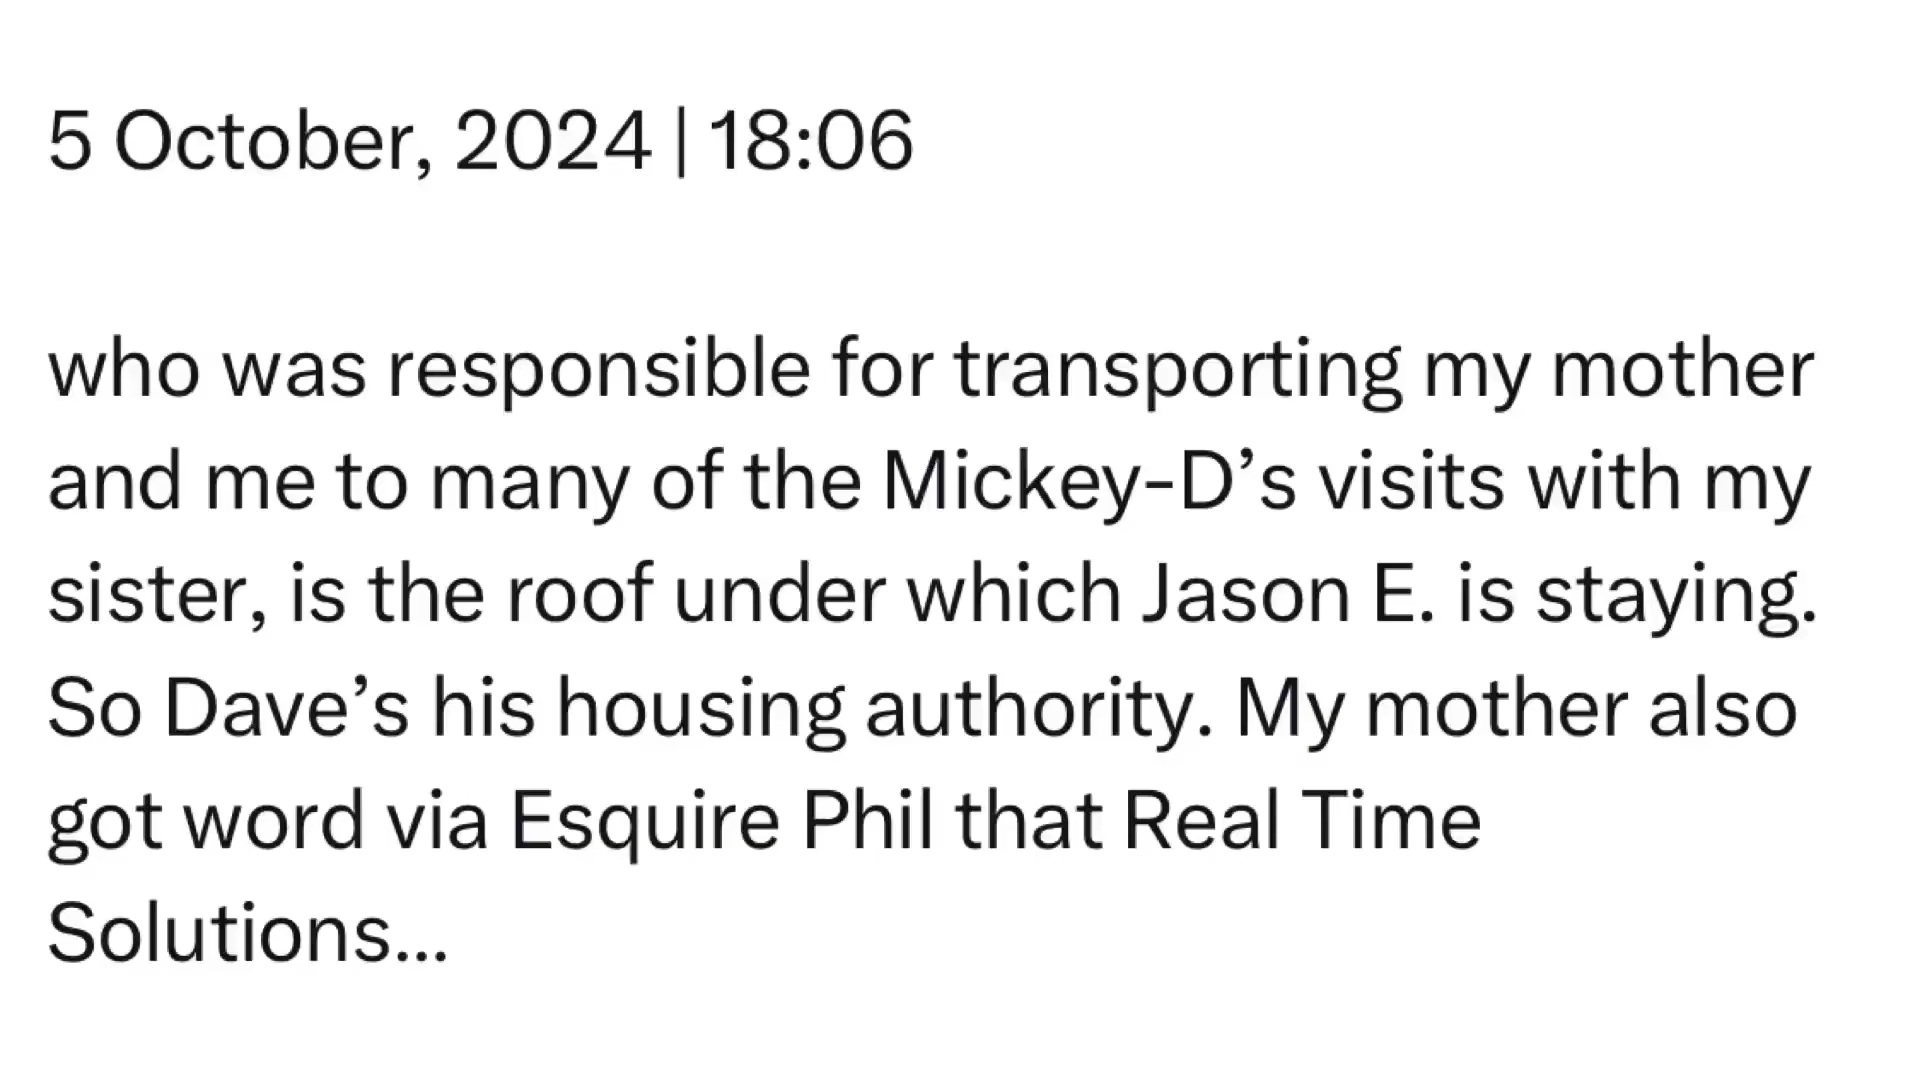 5 October, 2024 | 18:06
who was responsible for transporting my mother
and me to many of the Mickey-D’s visits with my
sister, is the roof under which Jason E. is staying.
So Dave’s his housing authority. My mother also
got word via Esquire Phil that Real Time
Solutions...